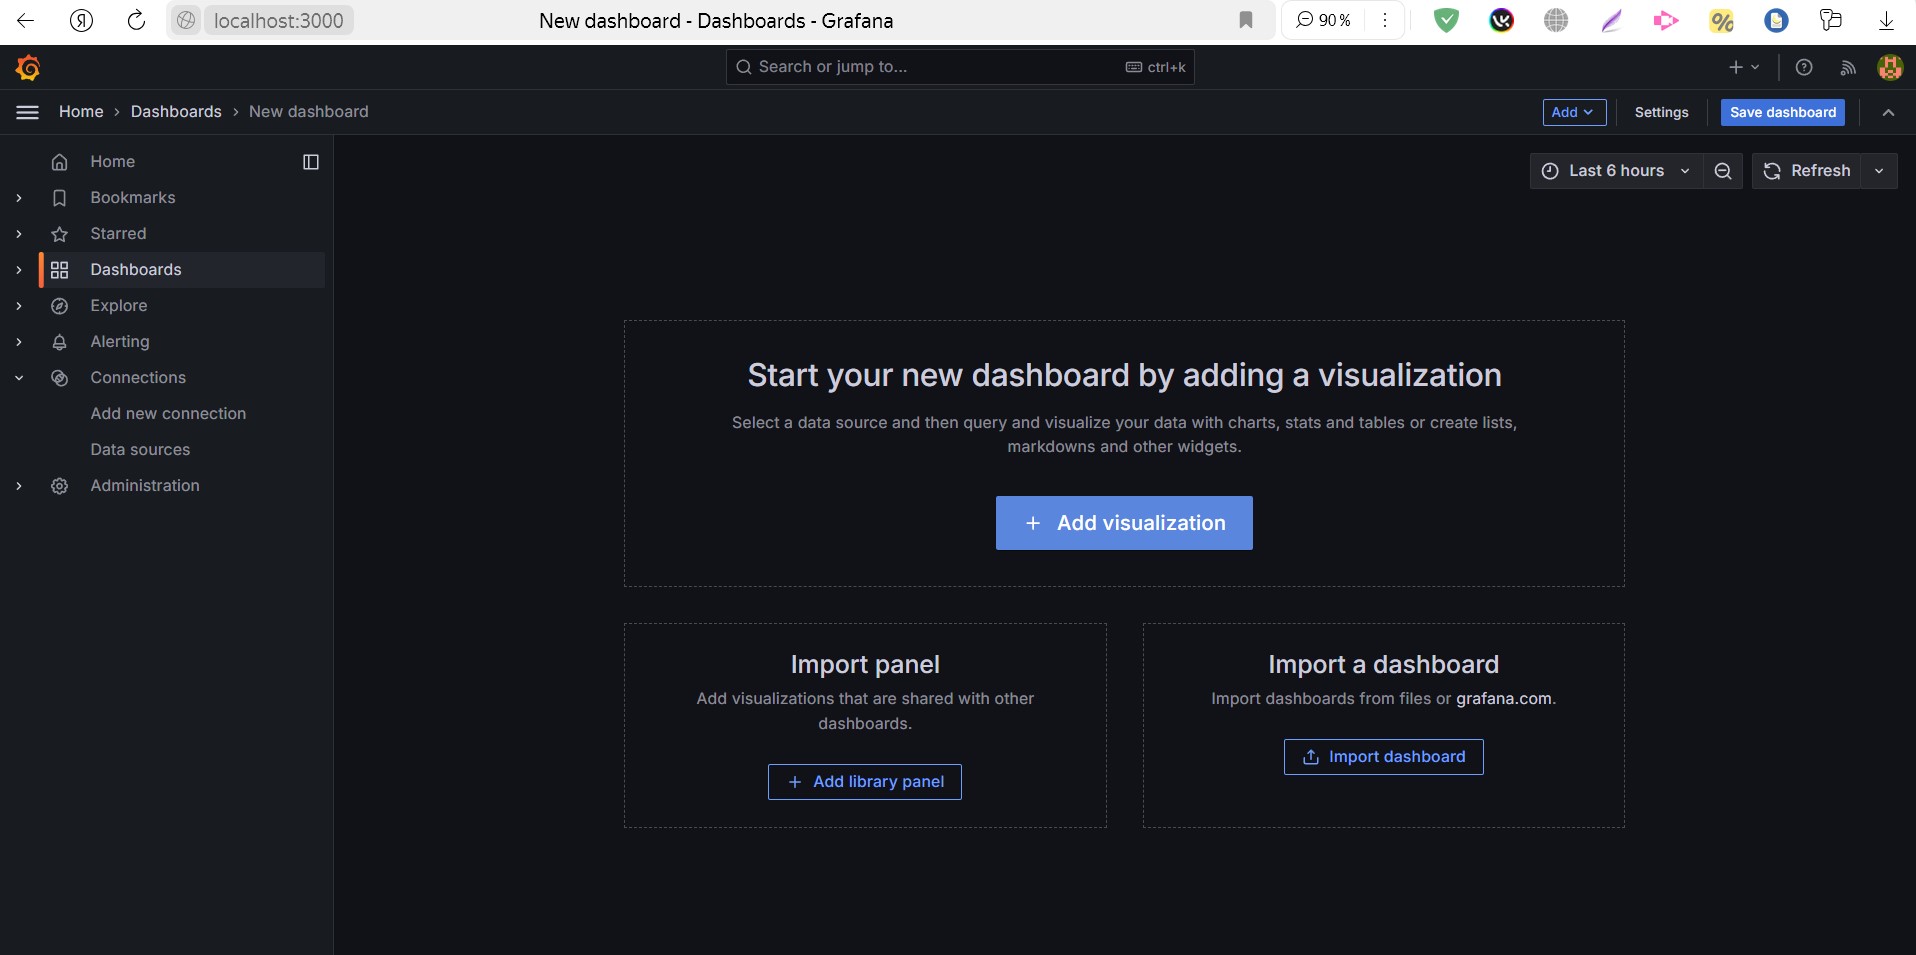 Я
localhost:3000
New dashboard - Dashboards - Grafana
90 %
%
Search or jump to...
ctrl+k
Home
Dashboards
New dashboard
Add
Settings
Save dashboard
Home
Bookmarks
Starred
Dashboards
Explore
Alerting
Connections
Add new connection
Data sources
Administration
Last 6 hours
Refresh
Start your new dashboard by adding a visualization
Select a data source and then query and visualize your data with charts, stats and tables or create lists,
markdowns and other widgets.
+ Add visualization
Import panel
Add visualizations that are shared with other
dashboards.
+ Add library panel
Import a dashboard
Import dashboards from files or grafana.com.
Import dashboard